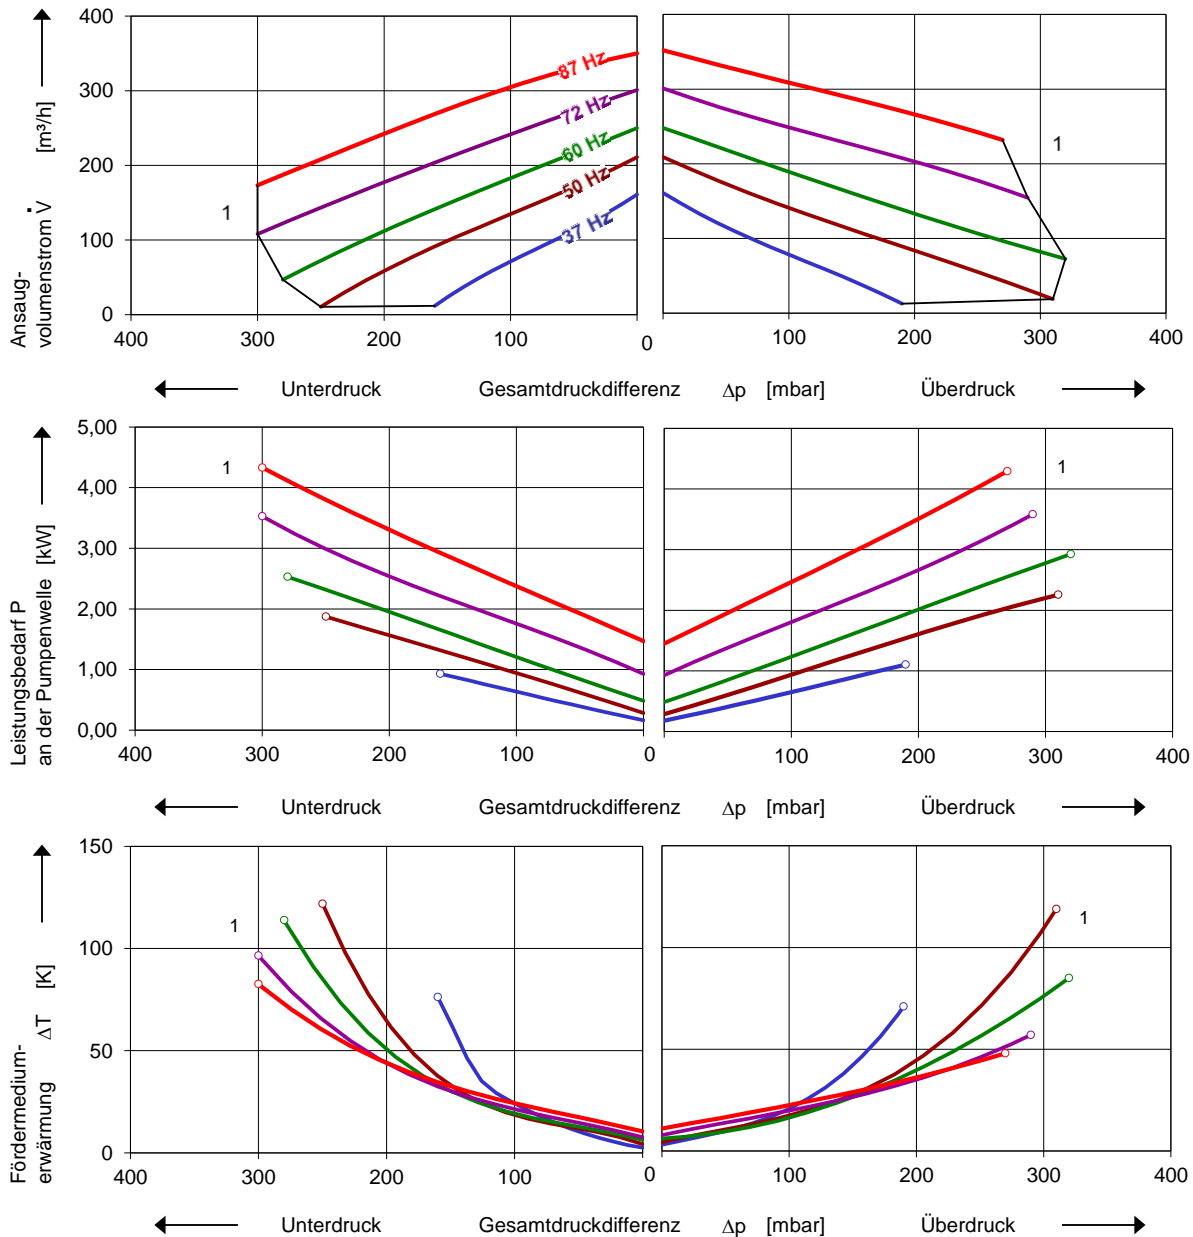 Ansaug-
volumenstrom V̇ [m³/h]
400
300
200
100
0
87 Hz
72 Hz
60 Hz
50 Hz
37 Hz
1
1
400 300 200 100 0 100 200 300 400
Unterdruck Gesamtdruckdifferenz Δp [mbar] Überdruck
Leistungsbedarf P
an der Pumpenwelle [kW]
5,00
4,00
3,00
2,00
1,00
0,00
1
1
400 300 200 100 0 100 200 300 400
Unterdruck Gesamtdruckdifferenz Δp [mbar] Überdruck
Fördermedium-
erwärmung ΔT [K]
150
100
50
0
1
1
400 300 200 100 0 100 200 300 400
Unterdruck Gesamtdruckdifferenz Δp [mbar] Überdruck